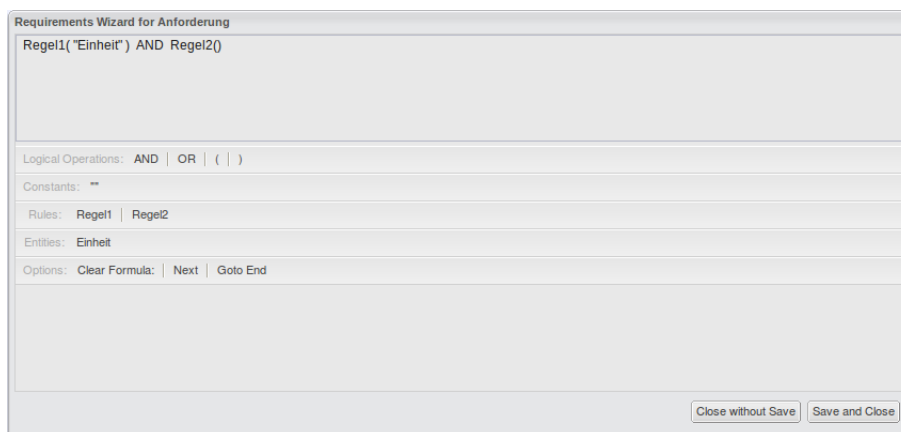 Requirements Wizard for Anforderung
Regel1( "Einheit" ) AND Regel2()
Logical Operations: AND | OR | ( | )
Constants: ""
Rules: Regel1 | Regel2
Entities: Einheit
Options: Clear Formula: | Next | Goto End
Close without Save Save and Close